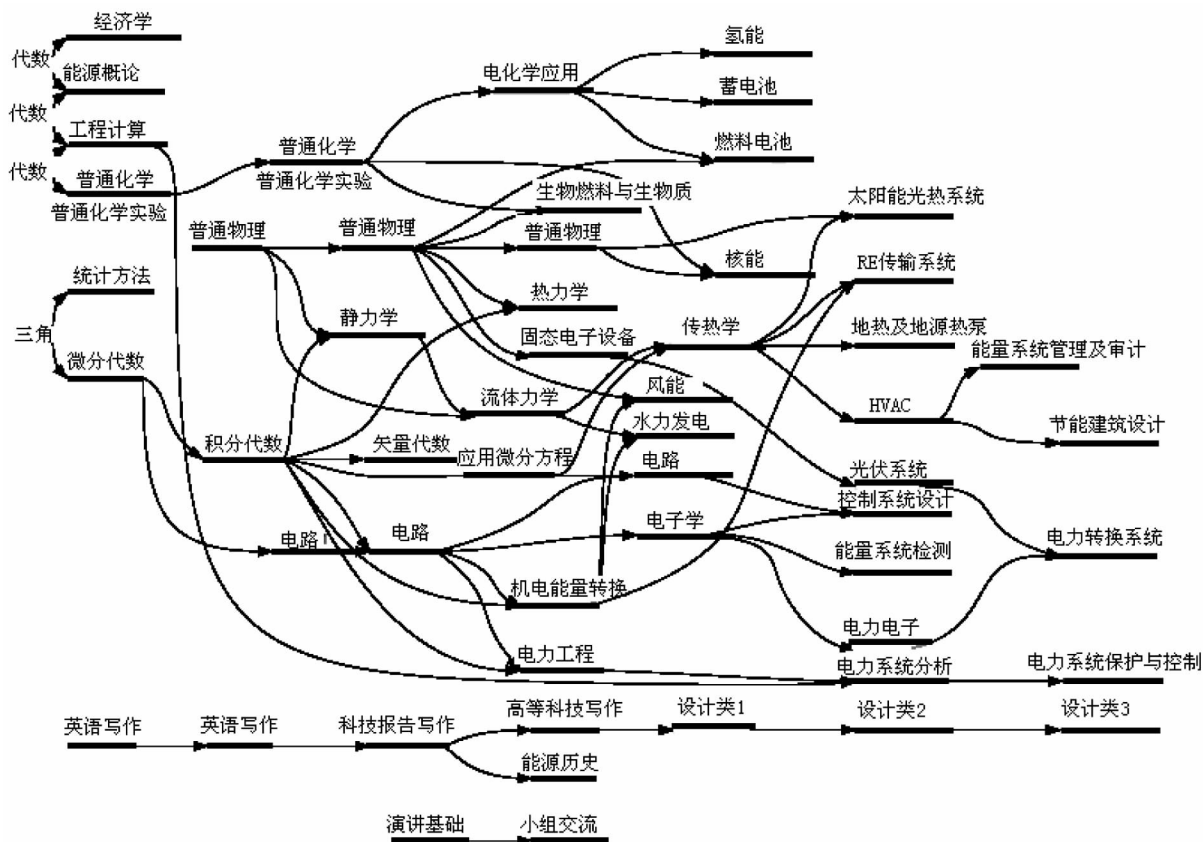 经济学
代数
能源概论
代数
工程计算
代数
普通化学
普通化学实验
普通化学
普通化学实验
电化学应用
氢能
蓄电池
燃料电池
生物燃料与生物质
普通物理
普通物理
普通物理
太阳能光热系统
核能
RE传输系统
统计方法
三角
微分代数
静力学
热力学
固态电子设备
传热学
地热及地源热泵
能量系统管理及审计
流体力学
风能
HVAC
水力发电
节能建筑设计
积分代数
矢量代数
应用微分方程
电路
光伏系统
控制系统设计
电路
电路
电子学
能量系统检测
电力转换系统
机电能量转换
电力电子
电力工程
电力系统分析
电力系统保护与控制
英语写作
英语写作
科技报告写作
高等科技写作
设计类1
设计类2
设计类3
能源历史
演讲基础
小组交流